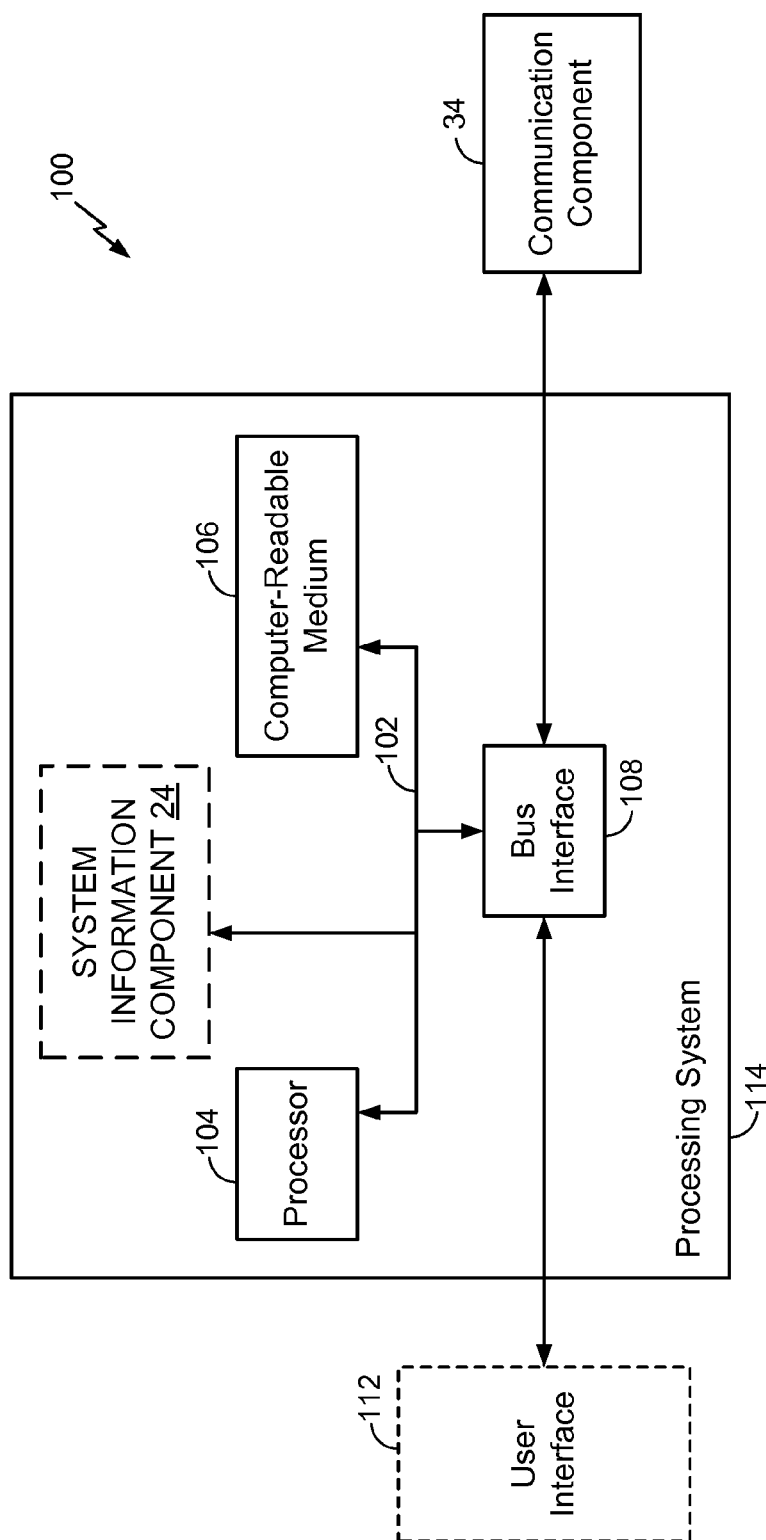 100
SYSTEM
INFORMATION
COMPONENT 24
104
Processor
106
Computer-Readable
Medium
102
34
Communication
Component
112
User
Interface
Bus
Interface
108
Processing System
114